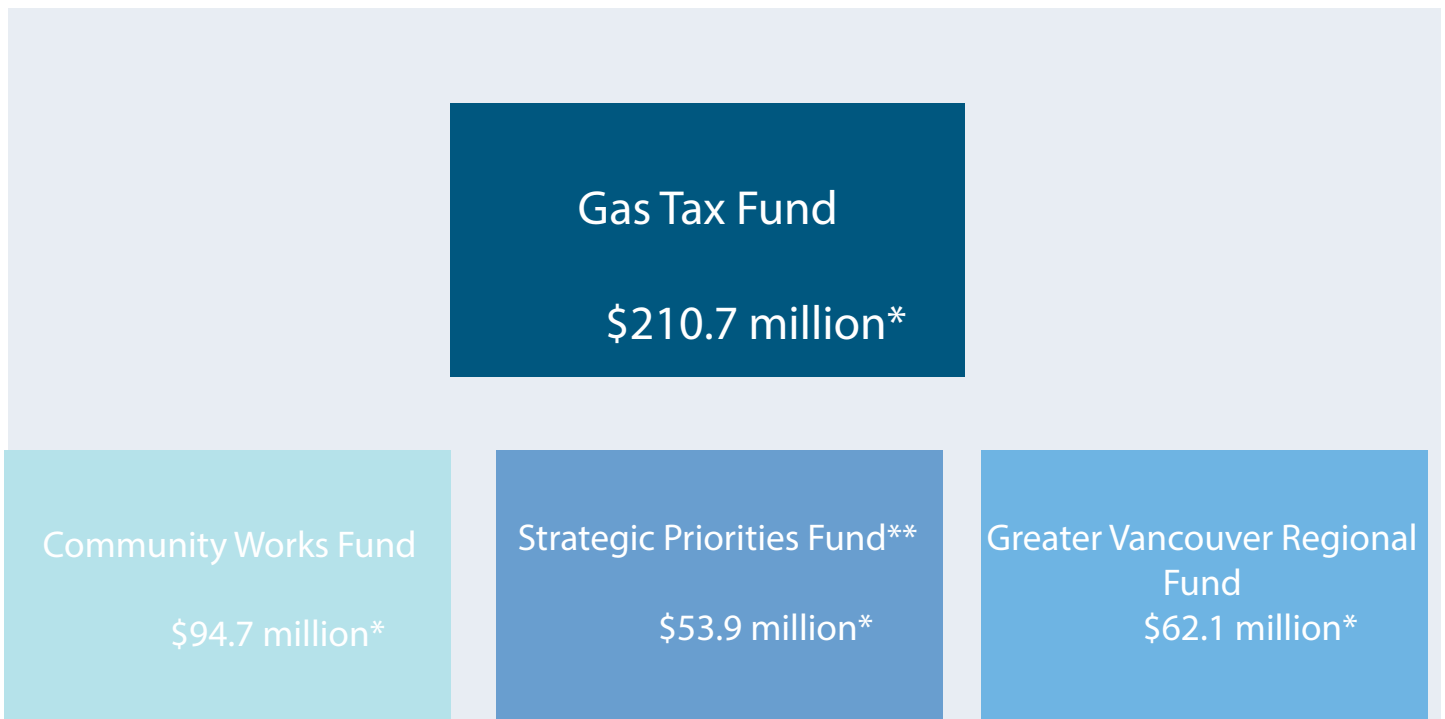 Gas Tax Fund
$210.7 million*
Community Works Fund
$94.7 million*
Strategic Priorities Fund**
$53.9 million*
Greater Vancouver Regional
Fund
$62.1 million*